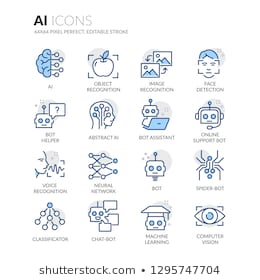 AI ICONS
64X64 PIXEL PERFECT, EDITABLE STROKE
AI
OBJECT
RECOGNITION
IMAGE
RECOGNITION
FACE
DETECTION
BOT
HELPER
ABSTRACT AI
BOT ASSISTANT
ONLINE
SUPPORT-BOT
VOICE
RECOGNITION
NEURAL
NETWORK
BOT
SPIDER-BOT
CLASSIFICATOR
CHAT-BOT
MACHINE
LEARNING
COMPUTER
VISION
shutterstock.com • 1295747704